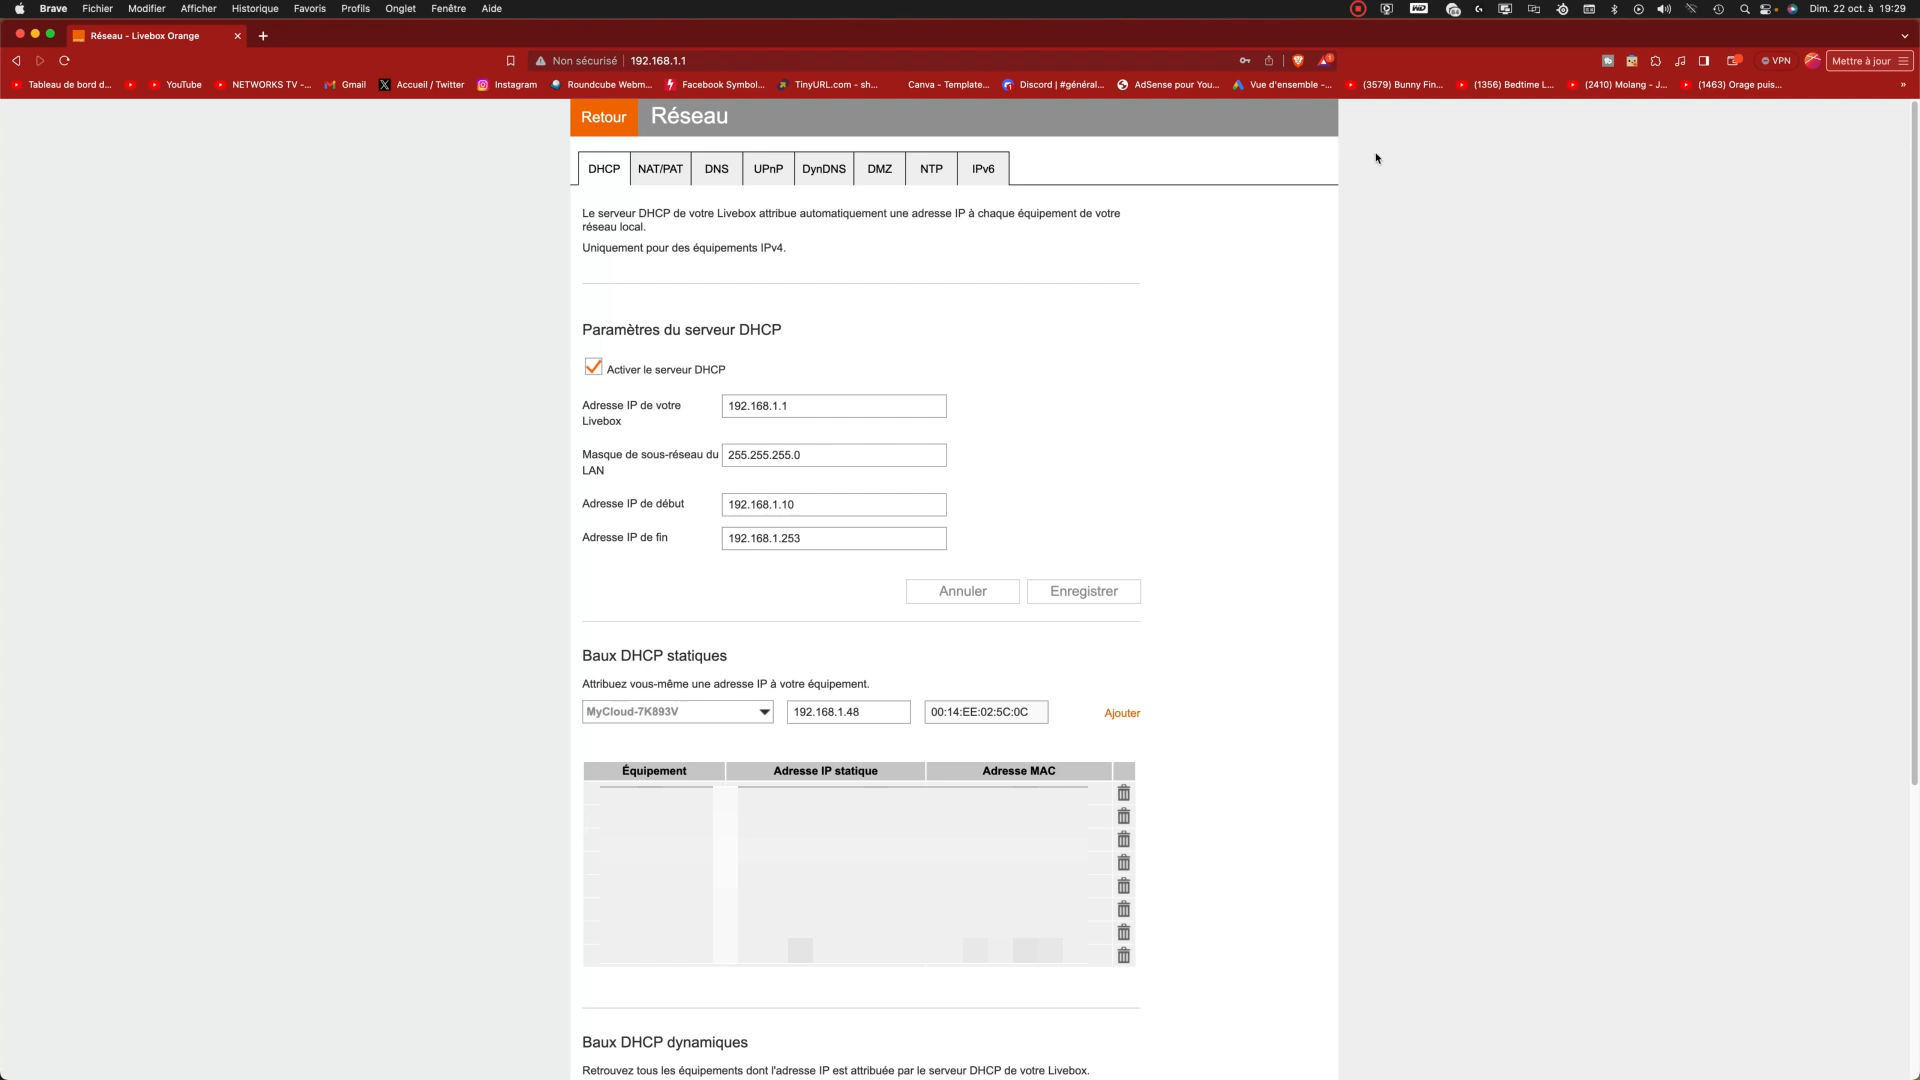 Brave Fichier Modifier Afficher Historique Favoris Profils Onglet Fenêtre Aide
Dim. 22 oct. à 19:29
Réseau - Livebox Orange
Non sécurisé 192.168.1.1
VPN
Mettre à jour
Tableau de bord d... YouTube NETWORKS TV -... Gmail Accueil / Twitter Instagram Roundcube Webm... Facebook Symbol... TinyURL.com - sh... Canva - Template... Discord | #général... AdSense pour You... Vue d'ensemble -... (3579) Bunny Fin... (1356) Bedtime L... (2410) Molang - J... (1463) Orage puis... »
Retour Réseau
DHCP NAT/PAT DNS UPnP DynDNS DMZ NTP IPv6
Le serveur DHCP de votre Livebox attribue automatiquement une adresse IP à chaque équipement de votre
réseau local.
Uniquement pour des équipements IPv4.
Paramètres du serveur DHCP
Activer le serveur DHCP
Adresse IP de votre
Livebox
192.168.1.1
Masque de sous-réseau du
LAN
255.255.255.0
Adresse IP de début 192.168.1.10
Adresse IP de fin 192.168.1.253
Annuler Enregistrer
Baux DHCP statiques
Attribuez vous-même une adresse IP à votre équipement.
MyCloud-7K893V 192.168.1.48 00:14:EE:02:5C:0C Ajouter
Équipement Adresse IP statique Adresse MAC
Baux DHCP dynamiques
Retrouvez tous les équipements dont l'adresse IP est attribuée par le serveur DHCP de votre Livebox.